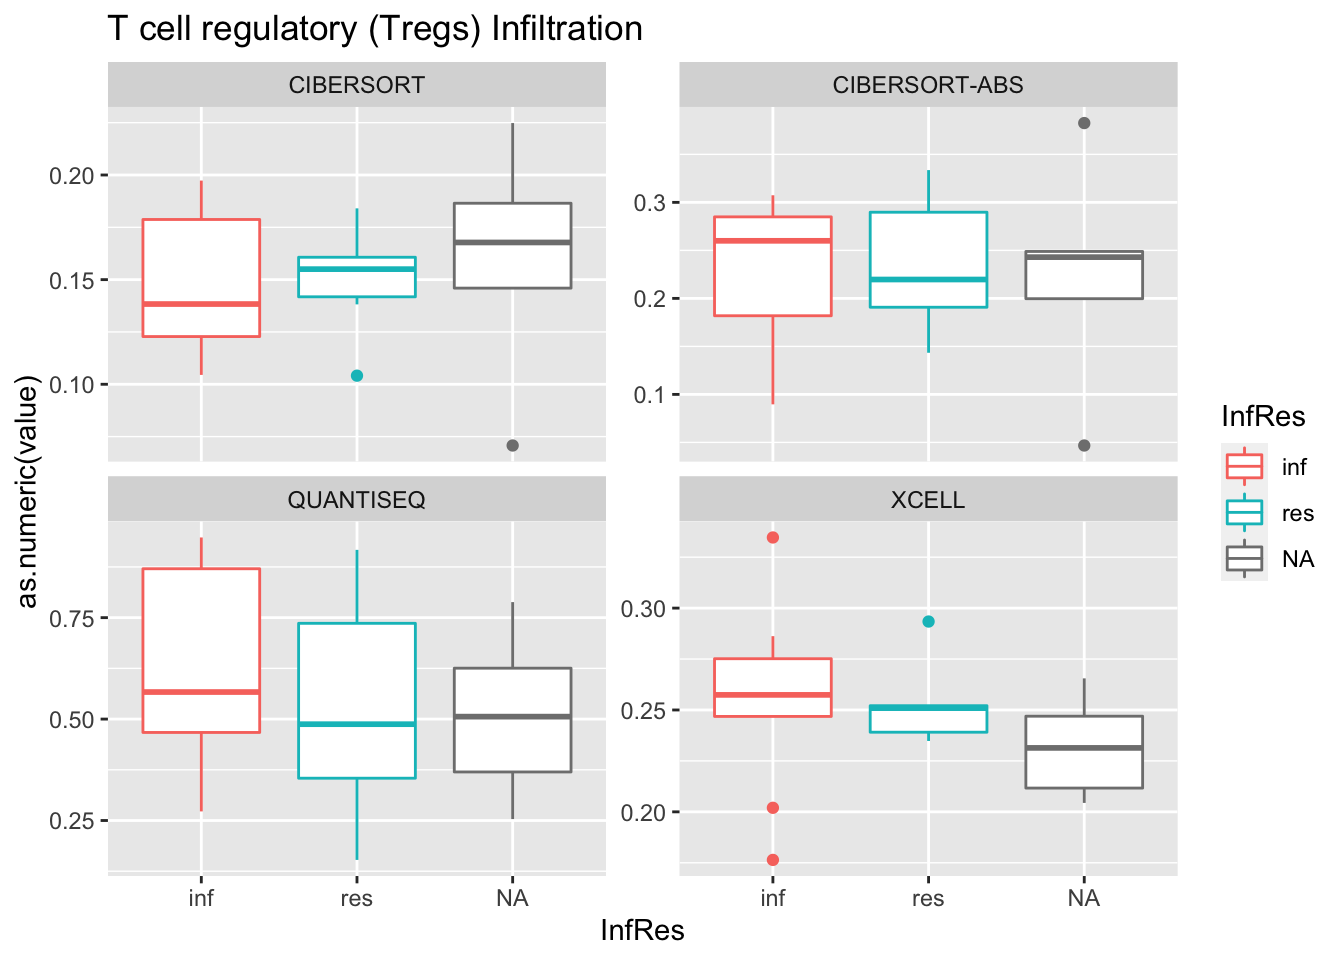 T cell regulatory (Tregs) Infiltration
CIBERSORT
CIBERSORT-ABS
0.20
0.15
0.10
0.3
0.2
0.1
as.numeric(value)
QUANTISEQ
XCELL
0.75
0.50
0.25
0.30
0.25
0.20
inf
res
NA
inf
res
NA
InfRes
InfRes
inf
res
NA